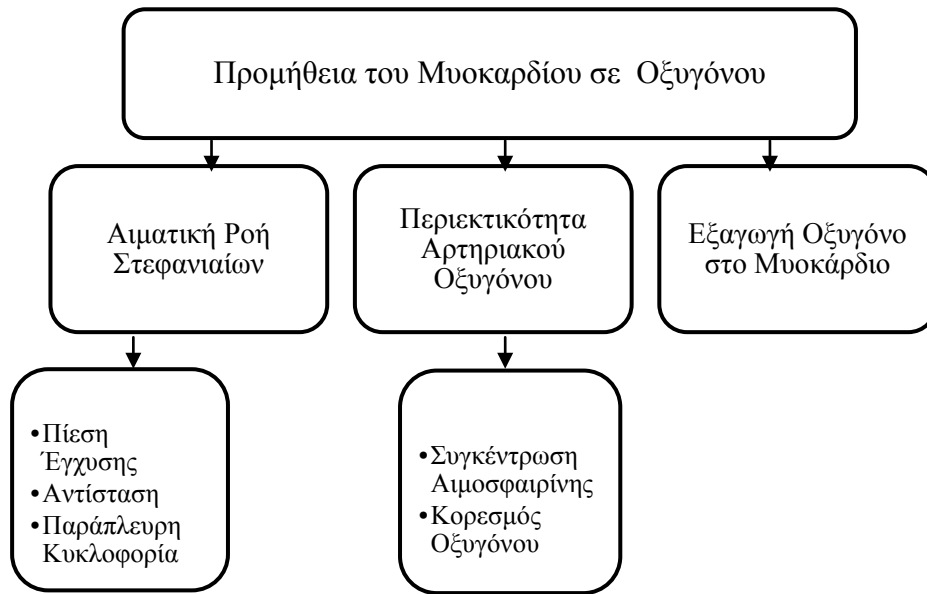 Προμήθεια του Μυοκαρδίου σε Οξυγόνου
Αιματική Ροή
Στεφανιαίων
Περιεκτικότητα
Αρτηριακού
Οξυγόνου
Εξαγωγή Οξυγόνο
στο Μυοκάρδιο
•Πίεση
Έγχυσης
•Αντίσταση
•Παράπλευρη
Κυκλοφορία
•Συγκέντρωση
Αιμοσφαιρίνης
•Κορεσμός
Οξυγόνου